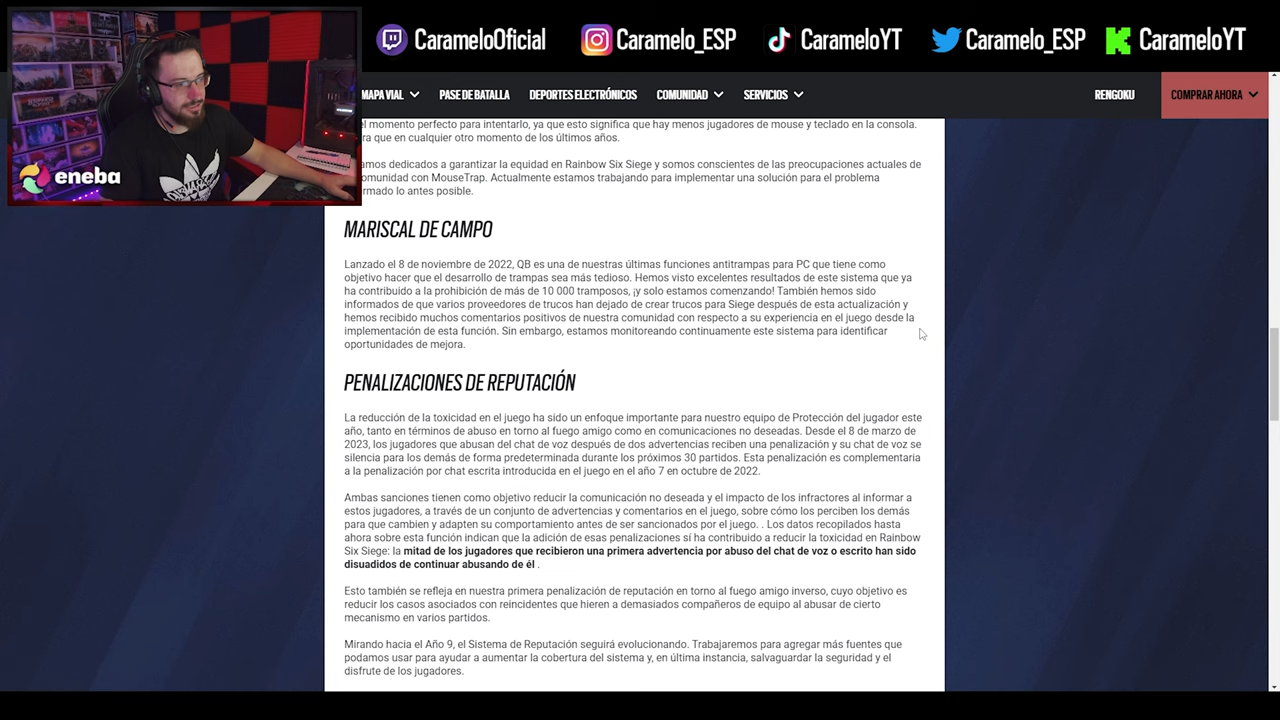 CarameloOficial
Caramelo_ESP
CarameloYT
Caramelo_ESP
CarameloYT
eneba
MAPA VIAL
PASE DE BATALLA
DEPORTES ELECTRÓNICOS
COMUNIDAD
SERVICIOS
RENGOKU
COMPRAR AHORA
el momento perfecto para intentarlo, ya que esto significa que hay menos jugadores de mouse y teclado en la consola.
que en cualquier otro momento de los últimos años.
dedicados a garantizar la equidad en Rainbow Six Siege y somos conscientes de las preocupaciones actuales de
con MouseTrap. Actualmente estamos trabajando para implementar una solución para el problema
lo antes posible.
MARISCAL DE CAMPO
Lanzado el 8 de noviembre de 2022, QB es una de nuestras últimas funciones antitrampas para PC que tiene como
objetivo hacer que el desarrollo de trampas sea más tedioso. Hemos visto excelentes resultados de este sistema que ya
ha contribuido a la prohibición de más de 10 000 tramposos, ¡y solo estamos comenzando! También hemos sido
informados de que varios proveedores de trucos han dejado de crear trucos para Siege después de esta actualización y
hemos recibido muchos comentarios positivos de nuestra comunidad con respecto a su experiencia en el juego desde la
implementación de esta función. Sin embargo, estamos monitoreando continuamente este sistema para identificar
oportunidades de mejora.
PENALIZACIONES DE REPUTACIÓN
La reducción de la toxicidad en el juego ha sido un enfoque importante para nuestro equipo de Protección del jugador este
año, tanto en términos de abuso en torno al fuego amigo como en comunicaciones no deseadas. Desde el 8 de marzo de
2023, los jugadores que abusan del chat de voz después de dos advertencias reciben una penalización y su chat de voz se
silencia para los demás de forma predeterminada durante los próximos 30 partidos. Esta penalización es complementaria
a la penalización por chat escrita introducida en el juego en el año 7 en octubre de 2022.
Ambas sanciones tienen como objetivo reducir la comunicación no deseada y el impacto de los infractores al informar a
estos jugadores, a través de un conjunto de advertencias y comentarios en el juego, sobre cómo los perciben los demás
para que cambien y adapten su comportamiento antes de ser sancionados por el juego. . Los datos recopilados hasta
ahora sobre esta función indican que la adición de esas penalizaciones sí ha contribuido a reducir la toxicidad en Rainbow
Six Siege: la mitad de los jugadores que recibieron una primera advertencia por abuso del chat de voz o escrito han sido
disuadidos de continuar abusando de él .
Esto también se refleja en nuestra primera penalización de reputación en torno al fuego amigo inverso, cuyo objetivo es
reducir los casos asociados con reincidentes que hieren a demasiados compañeros de equipo al abusar de cierto
mecanismo en varios partidos.
Mirando hacia el Año 9, el Sistema de Reputación seguirá evolucionando. Trabajaremos para agregar más fuentes que
podamos usar para ayudar a aumentar la cobertura del sistema y, en última instancia, salvaguardar la seguridad y el
disfrute de los jugadores.